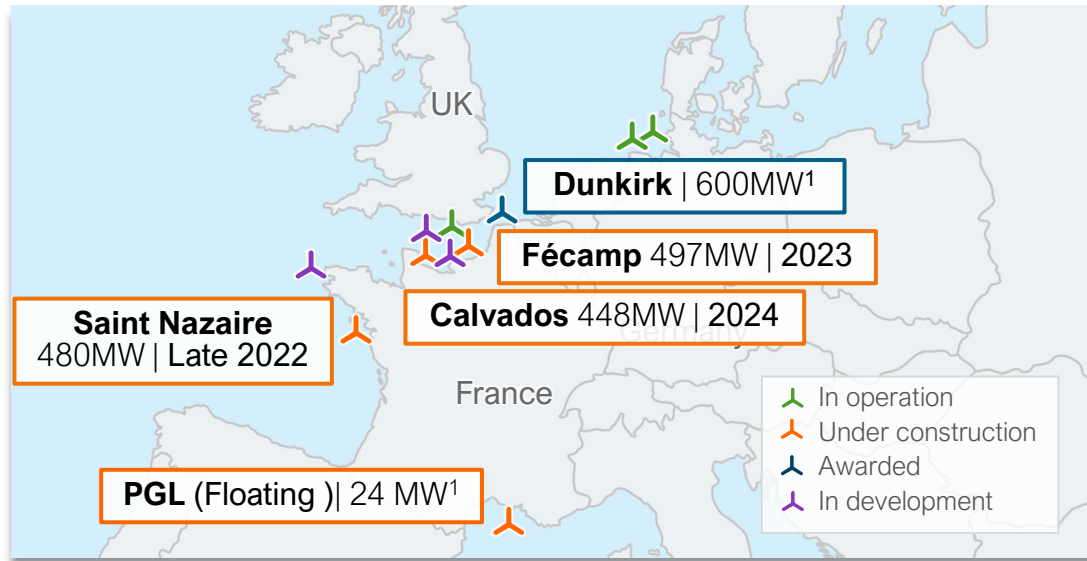 UK
Dunkirk | 600MW¹
Fécamp 497MW | 2023
Calvados 448MW | 2024
Germany
Saint Nazaire
480MW | Late 2022
France
In operation
Under construction
Awarded
In development
PGL (Floating )| 24 MW¹